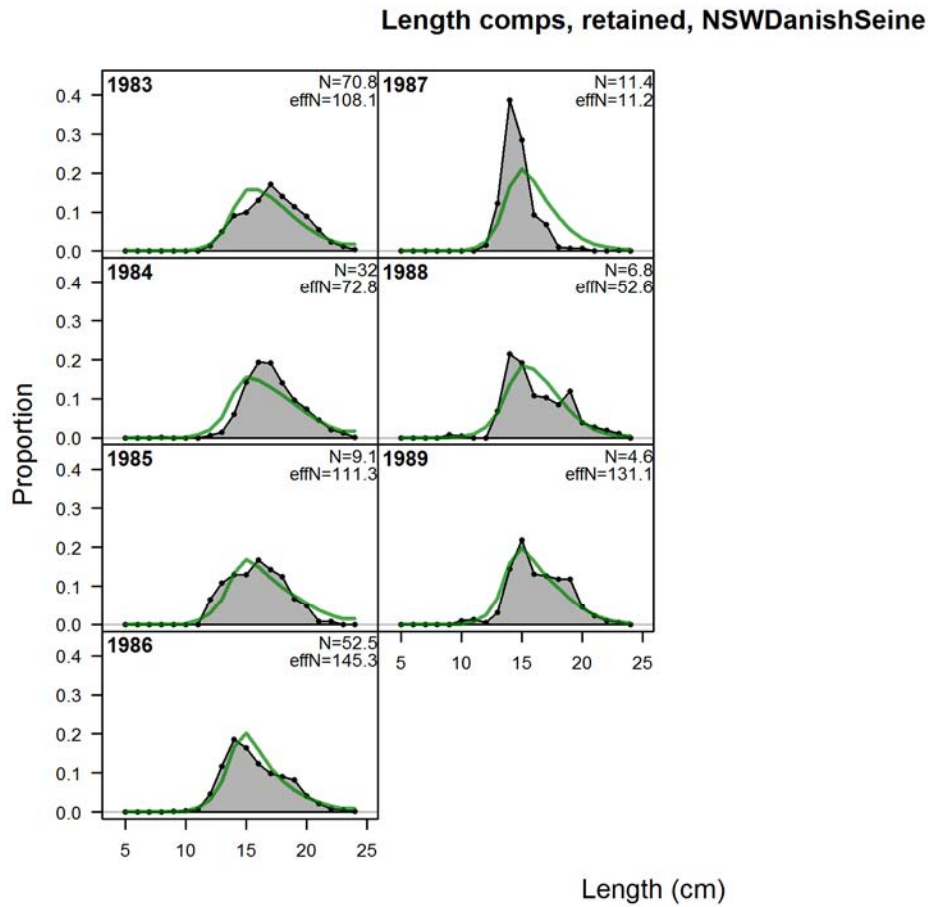 Length comps, retained, NSWDanishSeine
1983
N=70.8
effN=108.1
1987
N=11.4
effN=11.2
0.4
0.3
0.2
0.1
0.0
1984
N=32
effN=72.8
1988
N=6.8
effN=52.6
0.4
0.3
0.2
0.1
0.0
1985
N=9.1
effN=111.3
1989
N=4.6
effN=131.1
0.4
0.3
0.2
0.1
0.0
1986
N=52.5
effN=145.3
0.4
0.3
0.2
0.1
0.0
5 10 15 20 25
5 10 15 20 25
Proportion
Length (cm)